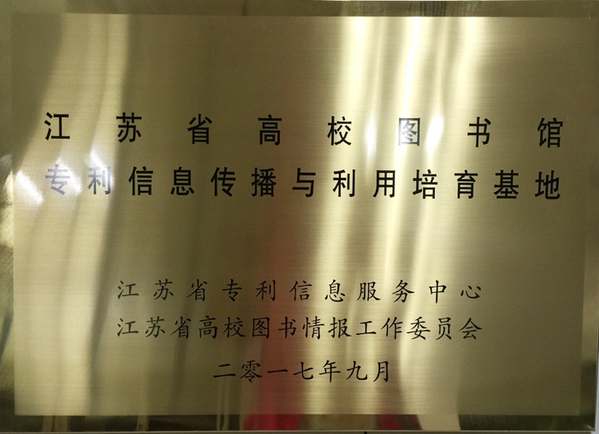 江苏省高校图书馆
专利信息传播与利用培育基地
江苏省专利信息服务中心
江苏省高校图书情报工作委员会
二零一七年九月